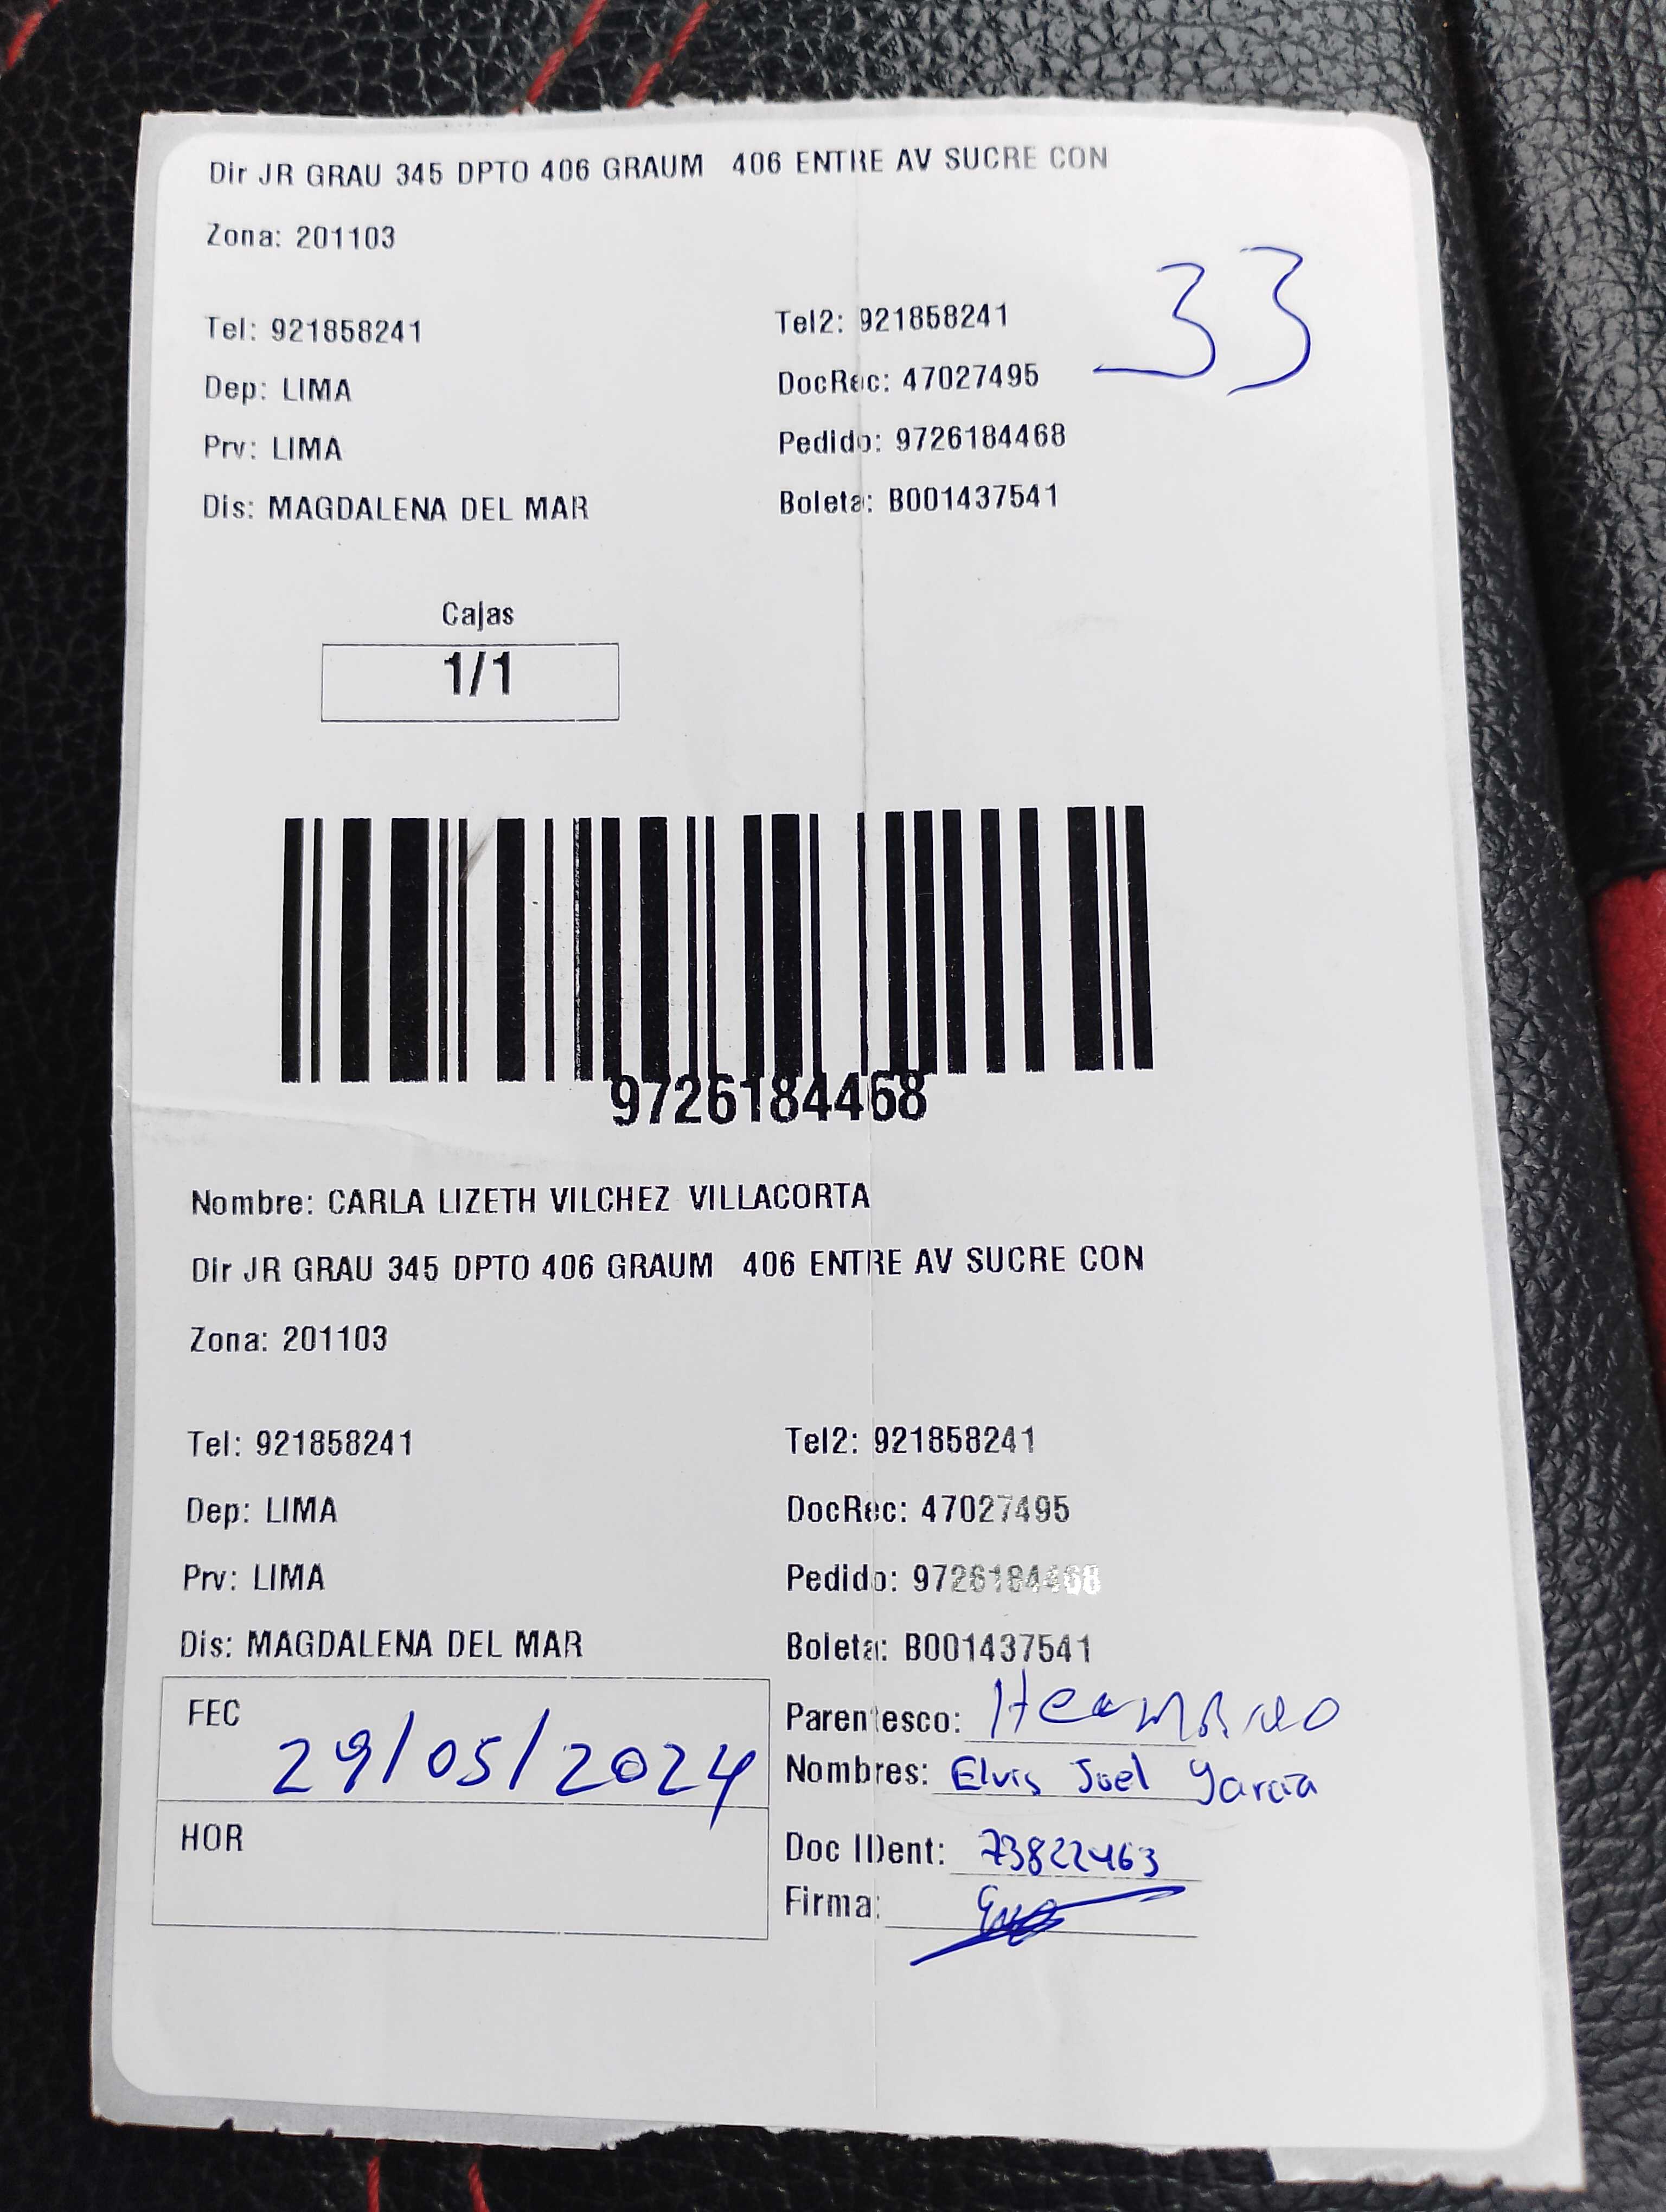 Dir JR GRAU 345 DPTO 406 GRAUM 406 ENTRE AV SUCRE CON
Zona: 201103
33
Tel: 921858241 Tel2: 921858241
Dep: LIMA DocRec: 47027495
Prv: LIMA Pedido: 9726184468
Dis: MAGDALENA DEL MAR Boleta: B001437541
Cajas
1/1
9726184468
Nombre: CARLA LIZETH VILCHEZ VILLACORTA
Dir JR GRAU 345 DPTO 406 GRAUM 406 ENTRE AV SUCRE CON
Zona: 201103
Tel: 921858241 Tel2: 921858241
Dep: LIMA DocRec: 47027495
Prv: LIMA Pedido: 9726184468
Dis: MAGDALENA DEL MAR Boleta: B001437541
FEC 29/05/2024
HOR
Parentesco:
Nombres: Elvis Joel Garcia
Doc IDent: 73822463
Firma: